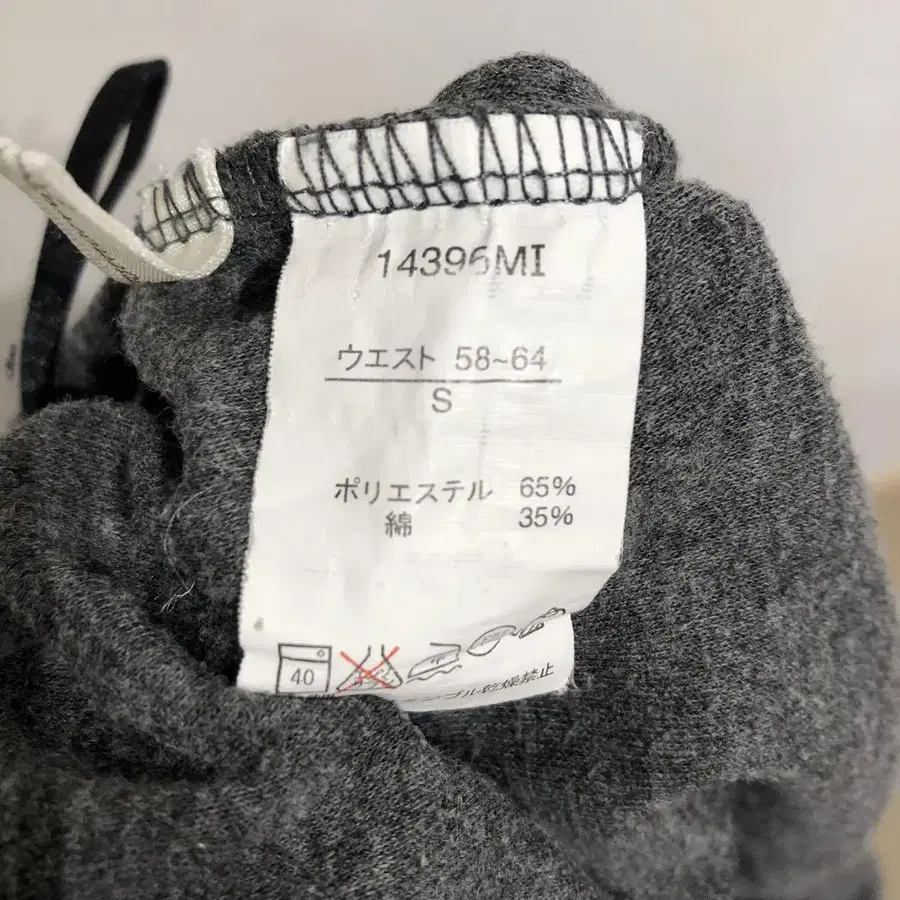 14396MI
ウエスト 58~64
S
ポリエステル 65%
綿 35%
40
ブル乾燥禁止